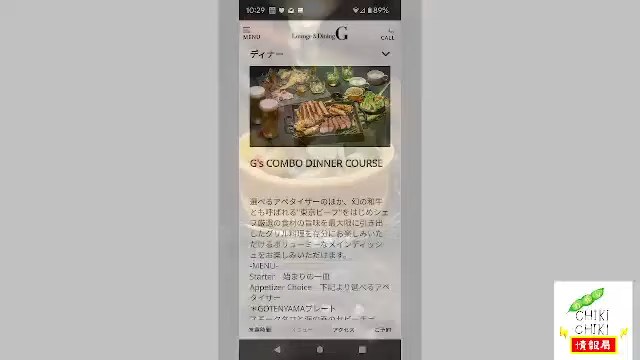 10:29
89%
MENU
Lounge &Dining G
CALL
ディナー
G's COMBO DINNER COURSE
選べるアペタイザーのほか、幻の和牛
とも呼ばれる"東京ビーフ"をはじめシェ
フ厳選の食材の旨味を最大限に引き出
したグリル料理を存分にお楽しみいた
だけるボリューミーなメインディッシ
ュをお楽しみいただけます。
-MENU-
Starter 始まりの一皿
Appetizer Choice 下記より選べるアペ
タイザー
＊GOTENYAMAプレート
営業時間
メニュー
アクセス
ご予約
CHIKI
CHIKI
情報局